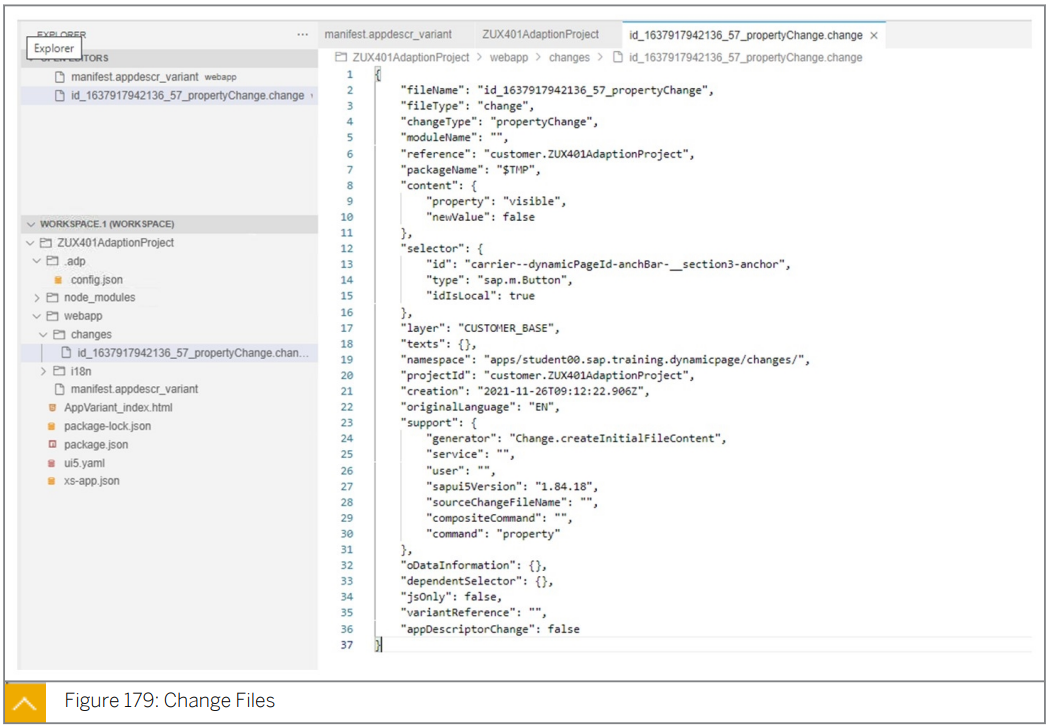 EXPLORER
Explorer
OPEN EDITORS
manifest.appdescr_variant webapp
id_1637917942136_57_propertyChange.change
WORKSPACE.1 (WORKSPACE)
ZUX401AdaptionProject
.adp
config.json
node_modules
webapp
changes
id_1637917942136_57_propertyChange.chan...
i18n
manifest.appdescr_variant
AppVariant_index.html
package-lock.json
package.json
ui5.yaml
xs-app.json
manifest.appdescr_variant ZUX401AdaptionProject id_1637917942136_57_propertyChange.change ×
ZUX401AdaptionProject > webapp > changes > id_1637917942136_57_propertyChange.change
1 {
2 "fileName": "id_1637917942136_57_propertyChange",
3 "fileType": "change",
4 "changeType": "propertyChange",
5 "moduleName": "",
6 "reference": "customer.ZUX401AdaptionProject",
7 "packageName": "$TMP",
8 "content": {
9 "property": "visible",
10 "newValue": false
11 },
12 "selector": {
13 "id": "carrier--dynamicPageId-anchBar-__section3-anchor",
14 "type": "sap.m.Button",
15 "idIsLocal": true
16 },
17 "layer": "CUSTOMER_BASE",
18 "texts": {},
19 "namespace": "apps/student00.sap.training.dynamicpage/changes/",
20 "projectId": "customer.ZUX401AdaptionProject",
21 "creation": "2021-11-26T09:12:22.906Z",
22 "originalLanguage": "EN",
23 "support": {
24 "generator": "Change.createInitialFileContent",
25 "service": "",
26 "user": "",
27 "sapui5Version": "1.84.18",
28 "sourceChangeFileName": "",
29 "compositeCommand": "",
30 "command": "property"
31 },
32 "oDataInformation": {},
33 "dependentSelector": {},
34 "jsOnly": false,
35 "variantReference": "",
36 "appDescriptorChange": false
37 }
Figure 179: Change Files